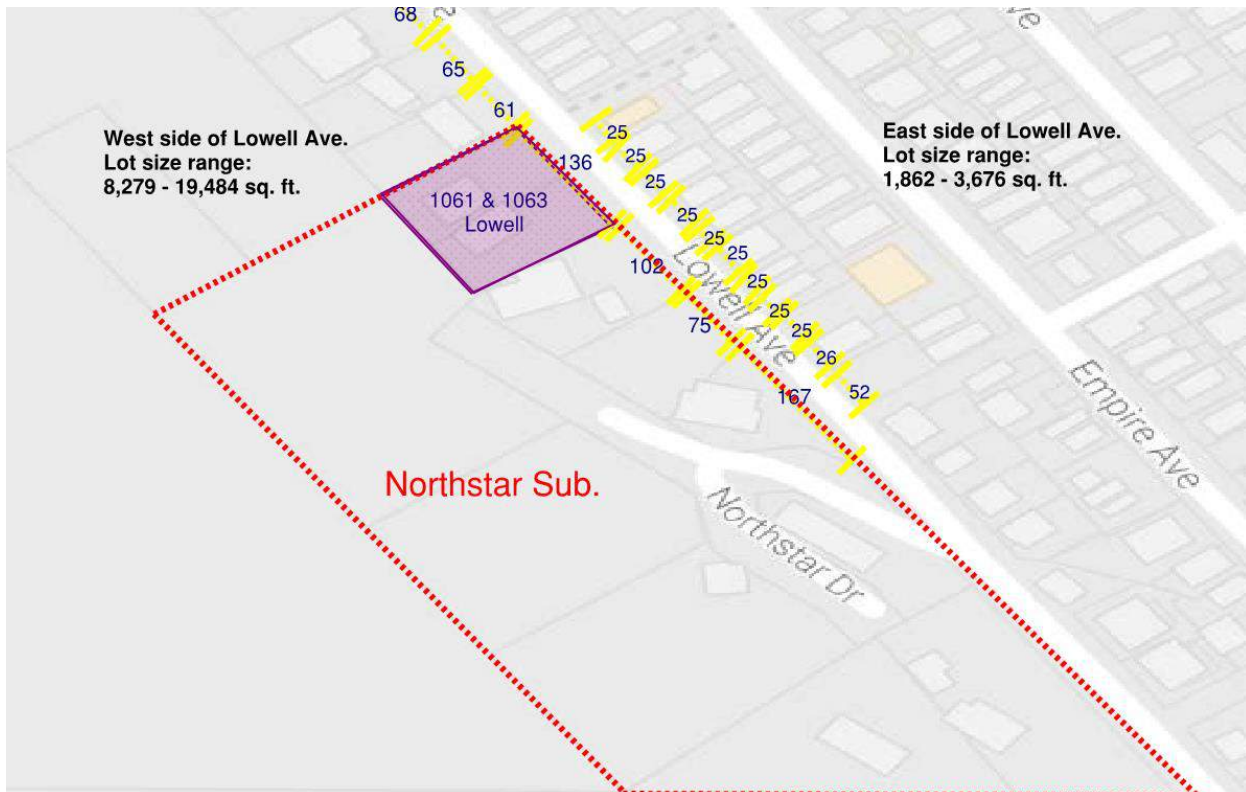 68
65
61
136
West side of Lowell Ave.
Lot size range:
8,279 - 19,484 sq. ft.
East side of Lowell Ave.
Lot size range:
1,862 - 3,676 sq. ft.
1061 & 1063
Lowell
25
25
25
25
25
25
25
25
25
26
52
102
75
167
Lowell Ave
Empire Ave
Northstar Sub.
Northstar Dr